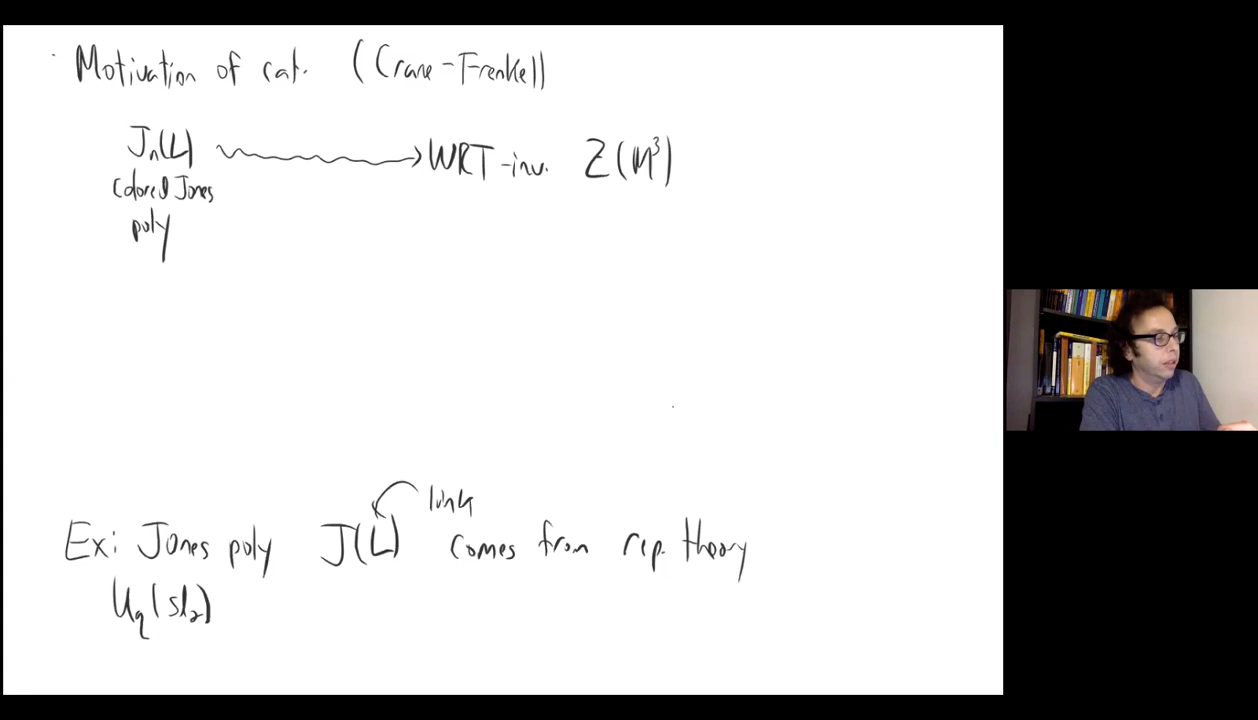 Motivation of cat. (Crane-Frenkel)
Jₙ(L) → WRT-inv. Z(M³)
Colored Jones
poly
link
Ex: Jones poly J(L) comes from rep. theory
U_q(sl₂)